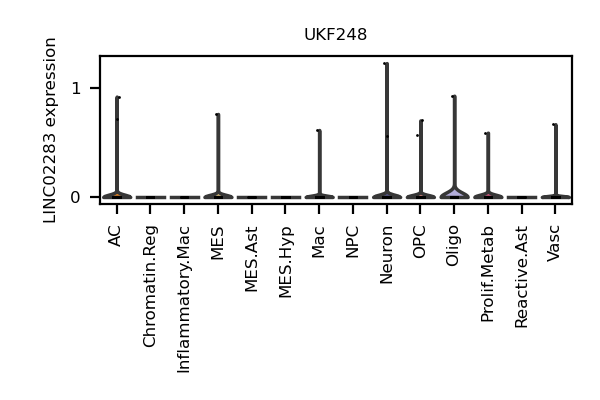 UKF248
LINC02283 expression
1
0
AC
Chromatin.Reg
Inflammatory.Mac
MES
MES.Ast
MES.Hyp
Mac
NPC
Neuron
OPC
Oligo
Prolif.Metab
Reactive.Ast
Vasc